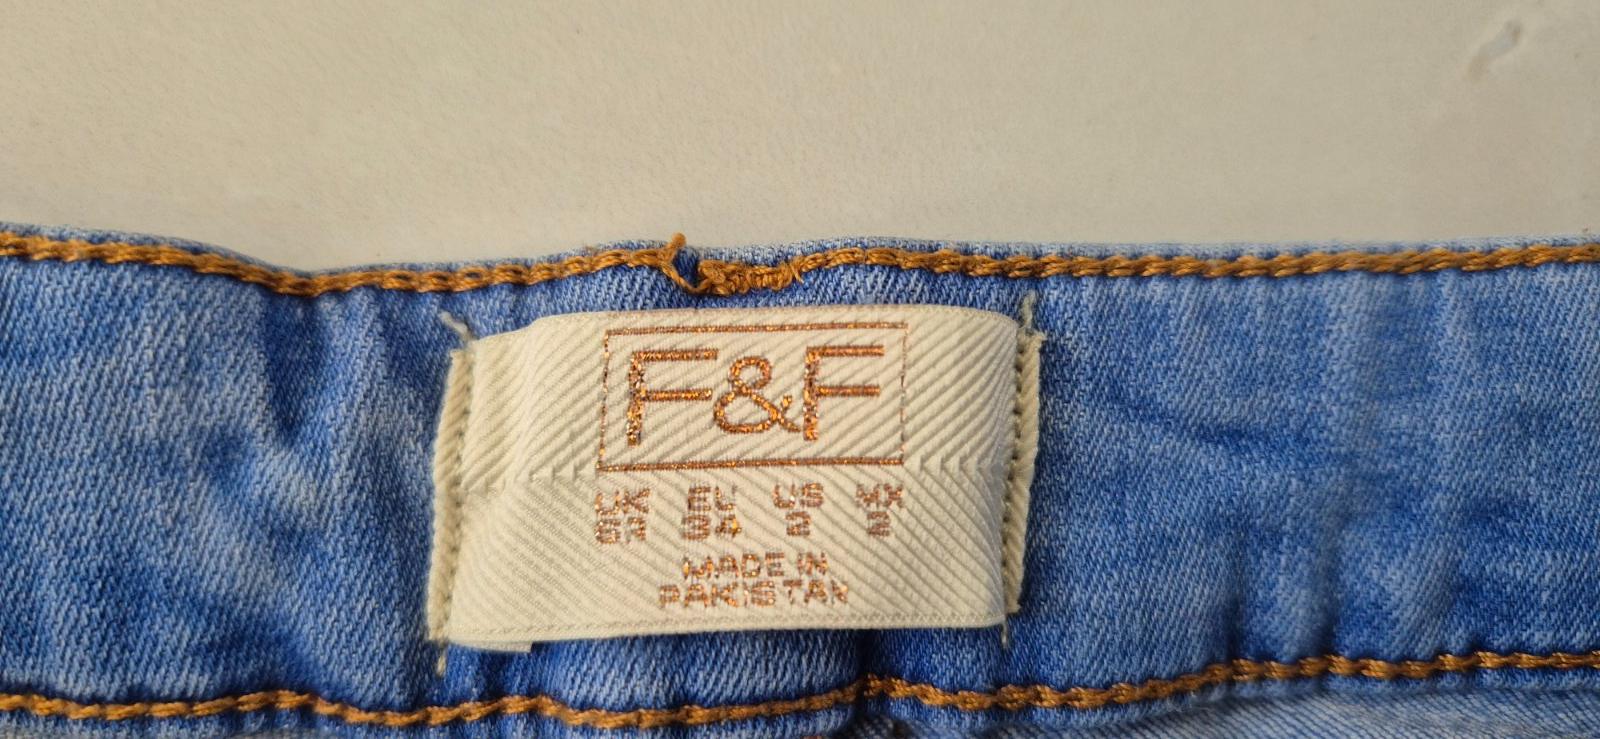 F&F
UK EU US MX
6R 34 2 2
MADE IN
PAKISTAN